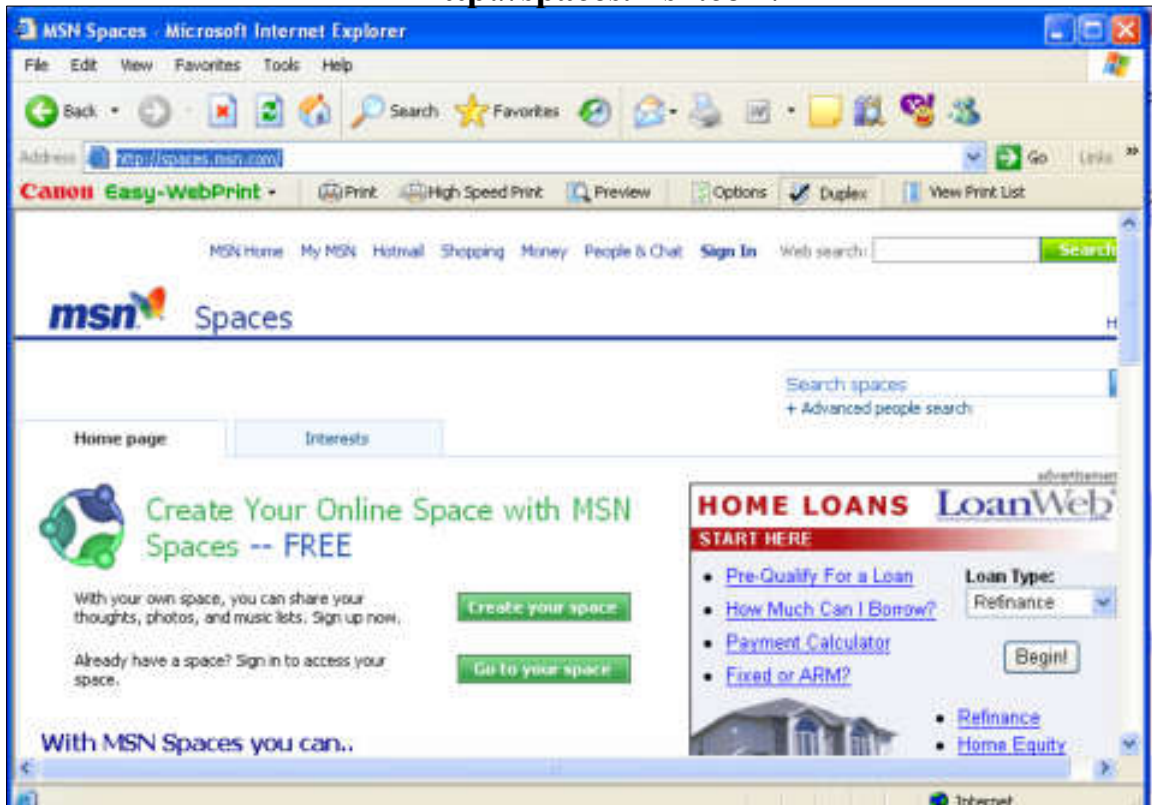 MSN Spaces - Microsoft Internet Explorer
File Edit View Favorites Tools Help
Back Search Favorites
Address http://spaces.msn.com/ Go Links »
Canon Easy-WebPrint Print High Speed Print Preview Options Duplex View Print List
MSN Home My MSN Hotmail Shopping Money People & Chat Sign In Web search: Search
msn Spaces H
Search spaces
+ Advanced people search
Home page Interests
HOME LOANS LoanWeb
START HERE
Create Your Online Space with MSN
Spaces -- FREE
With your own space, you can share your
thoughts, photos, and music lists. Sign up now.
Create your space
Already have a space? Sign in to access your
space.
Go to your space
With MSN Spaces you can..
• Pre-Qualify For a Loan
• How Much Can I Borrow?
• Payment Calculator
• Fixed or ARM?
Loan Type:
Refinance
Begin!
• Refinance
• Home Equity
Internet